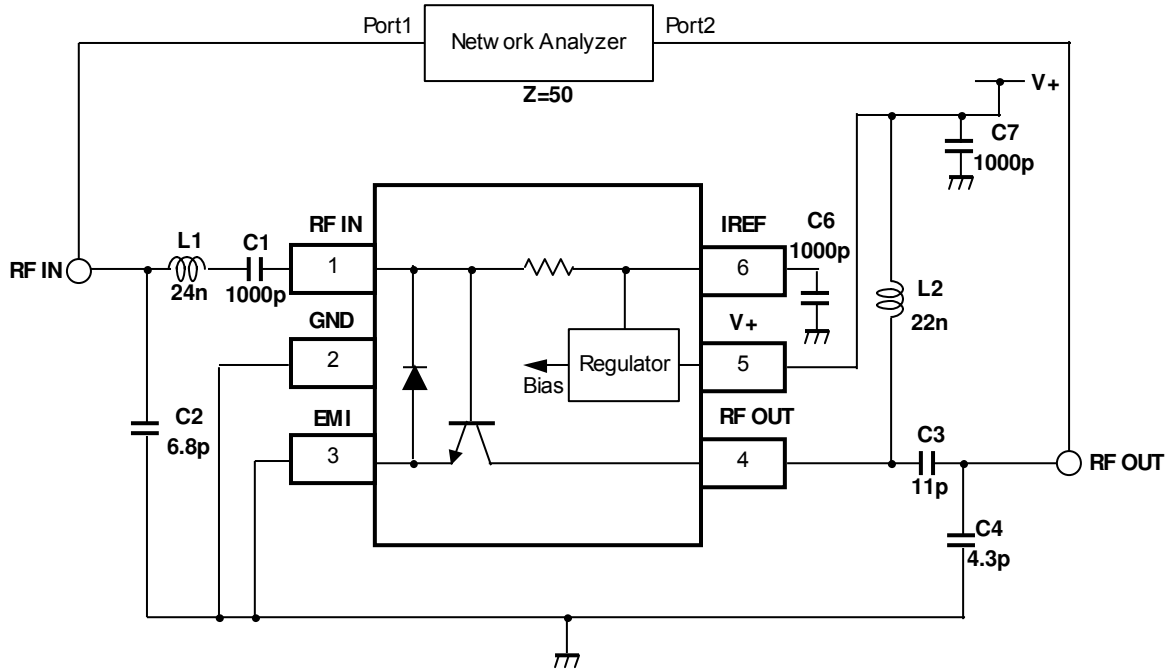 Port1
Network Analyzer
Port2
Z=50
V+
C7
1000p
RF IN
L1
24n
C1
1000p
RF IN
1
IREF
6
C6
1000p
GND
2
V+
5
L2
22n
Regulator
Bias
C2
6.8p
EMI
3
RF OUT
4
C3
11p
RF OUT
C4
4.3p